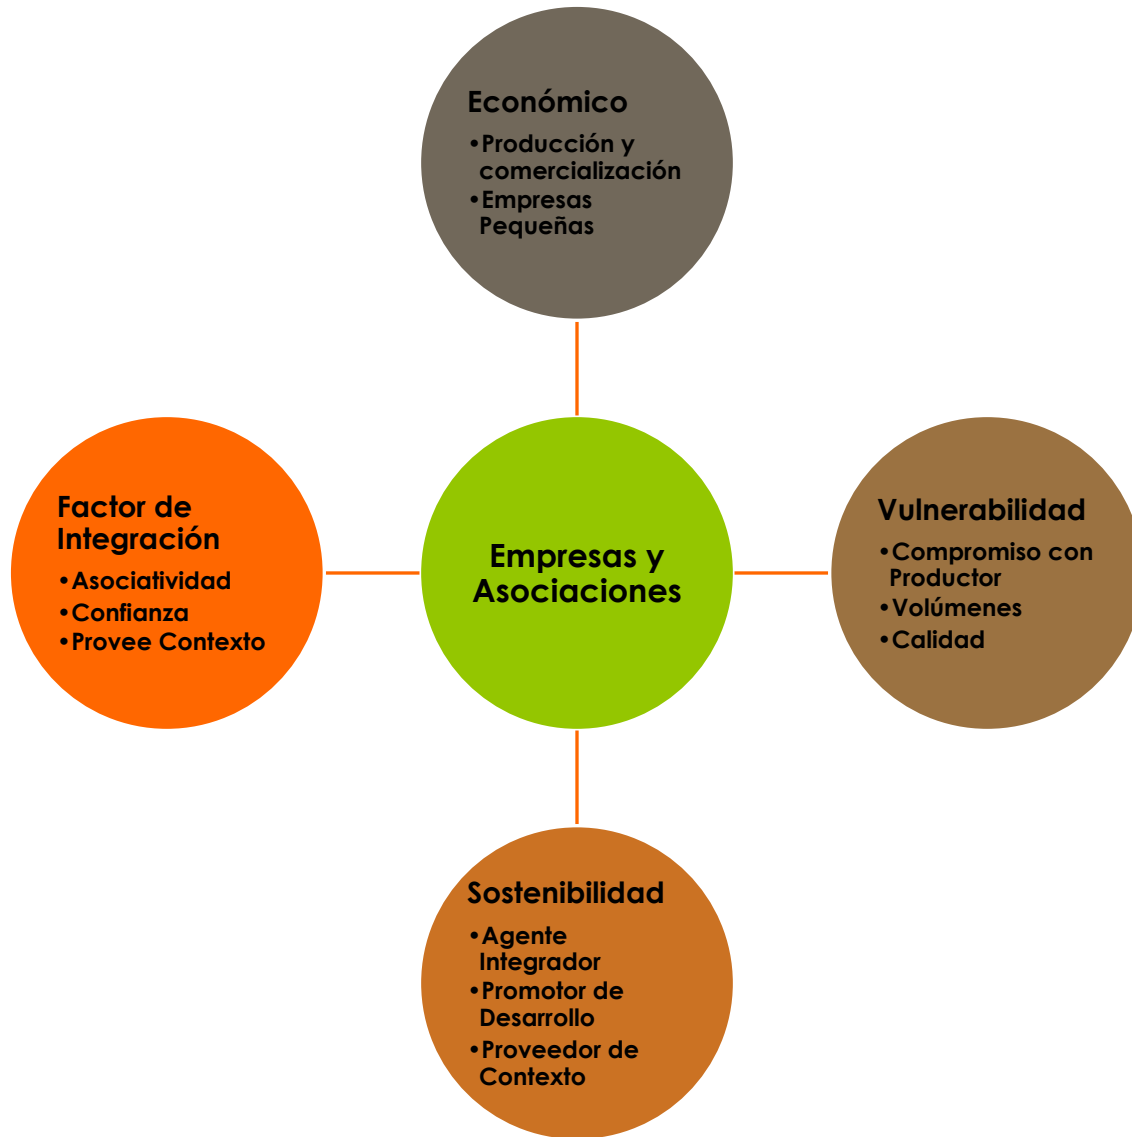 Económico
•Producción y
comercialización
•Empresas
Pequeñas
Factor de
Integración
•Asociatividad
•Confianza
•Provee Contexto
Empresas y
Asociaciones
Vulnerabilidad
•Compromiso con
Productor
•Volúmenes
•Calidad
Sostenibilidad
•Agente
Integrador
•Promotor de
Desarrollo
•Proveedor de
Contexto